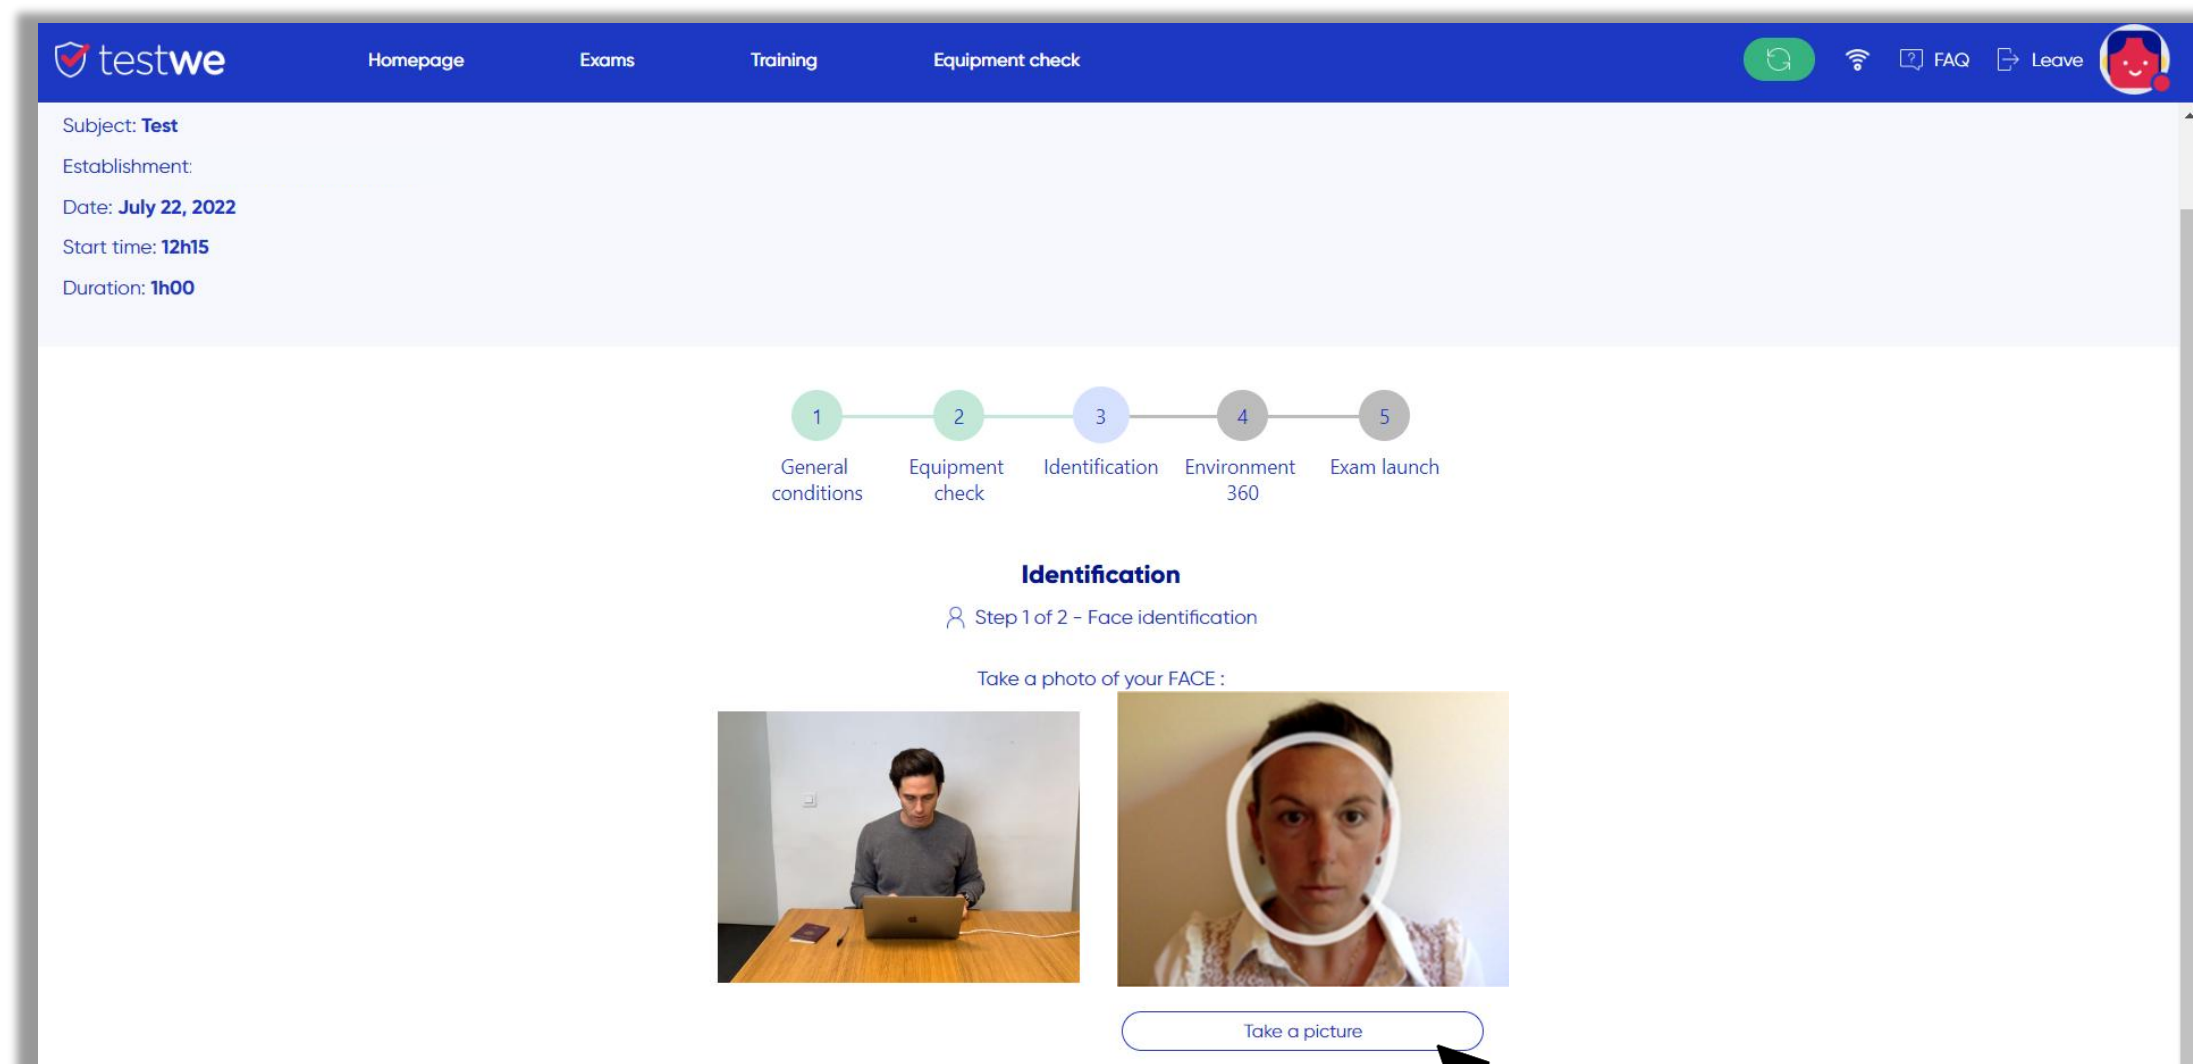 testwe Homepage Exams Training Equipment check FAQ Leave
Subject: Test
Establishment:
Date: July 22, 2022
Start time: 12h15
Duration: 1h00
1 2 3 4 5
General conditions
Equipment check
Identification
Environment 360
Exam launch
Identification
Step 1 of 2 - Face identification
Take a photo of your FACE :
Take a picture